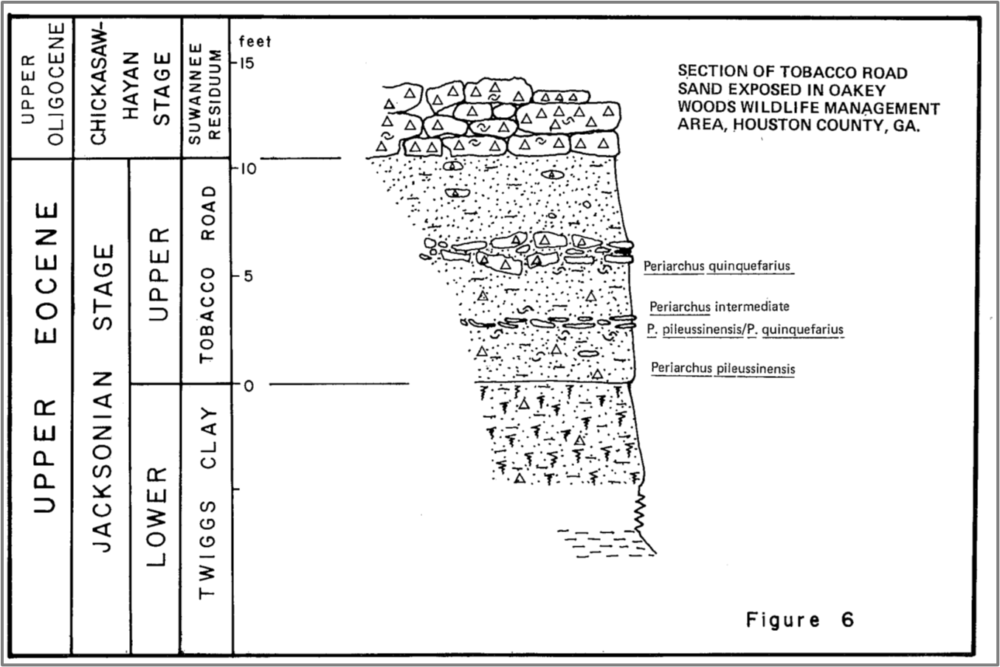 UPPER
OLIGOCENE
CHICKASAW-
HAYAN
STAGE
SUWANNEE
RESIDUUM
UPPER EOCENE
JACKSONIAN STAGE
UPPER
LOWER
TOBACCO ROAD
TWIGGS CLAY
feet
15
10
5
0
SECTION OF TOBACCO ROAD
SAND EXPOSED IN OAKEY
WOODS WILDLIFE MANAGEMENT
AREA, HOUSTON COUNTY, GA.
Periarchus quinquefarius
Periarchus intermediate
P. pileussinensis/P. quinquefarius
Periarchus pileussinensis
Figure 6